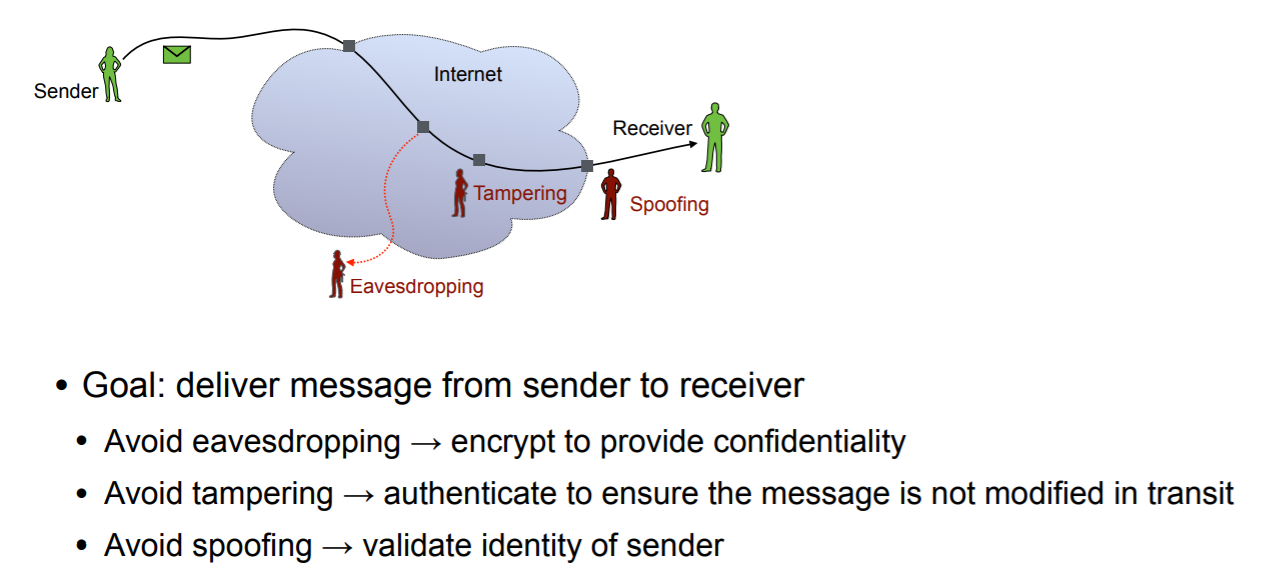 Internet
Sender
Receiver
Tampering
Spoofing
Eavesdropping
• Goal: deliver message from sender to receiver
• Avoid eavesdropping → encrypt to provide confidentiality
• Avoid tampering → authenticate to ensure the message is not modified in transit
• Avoid spoofing → validate identity of sender